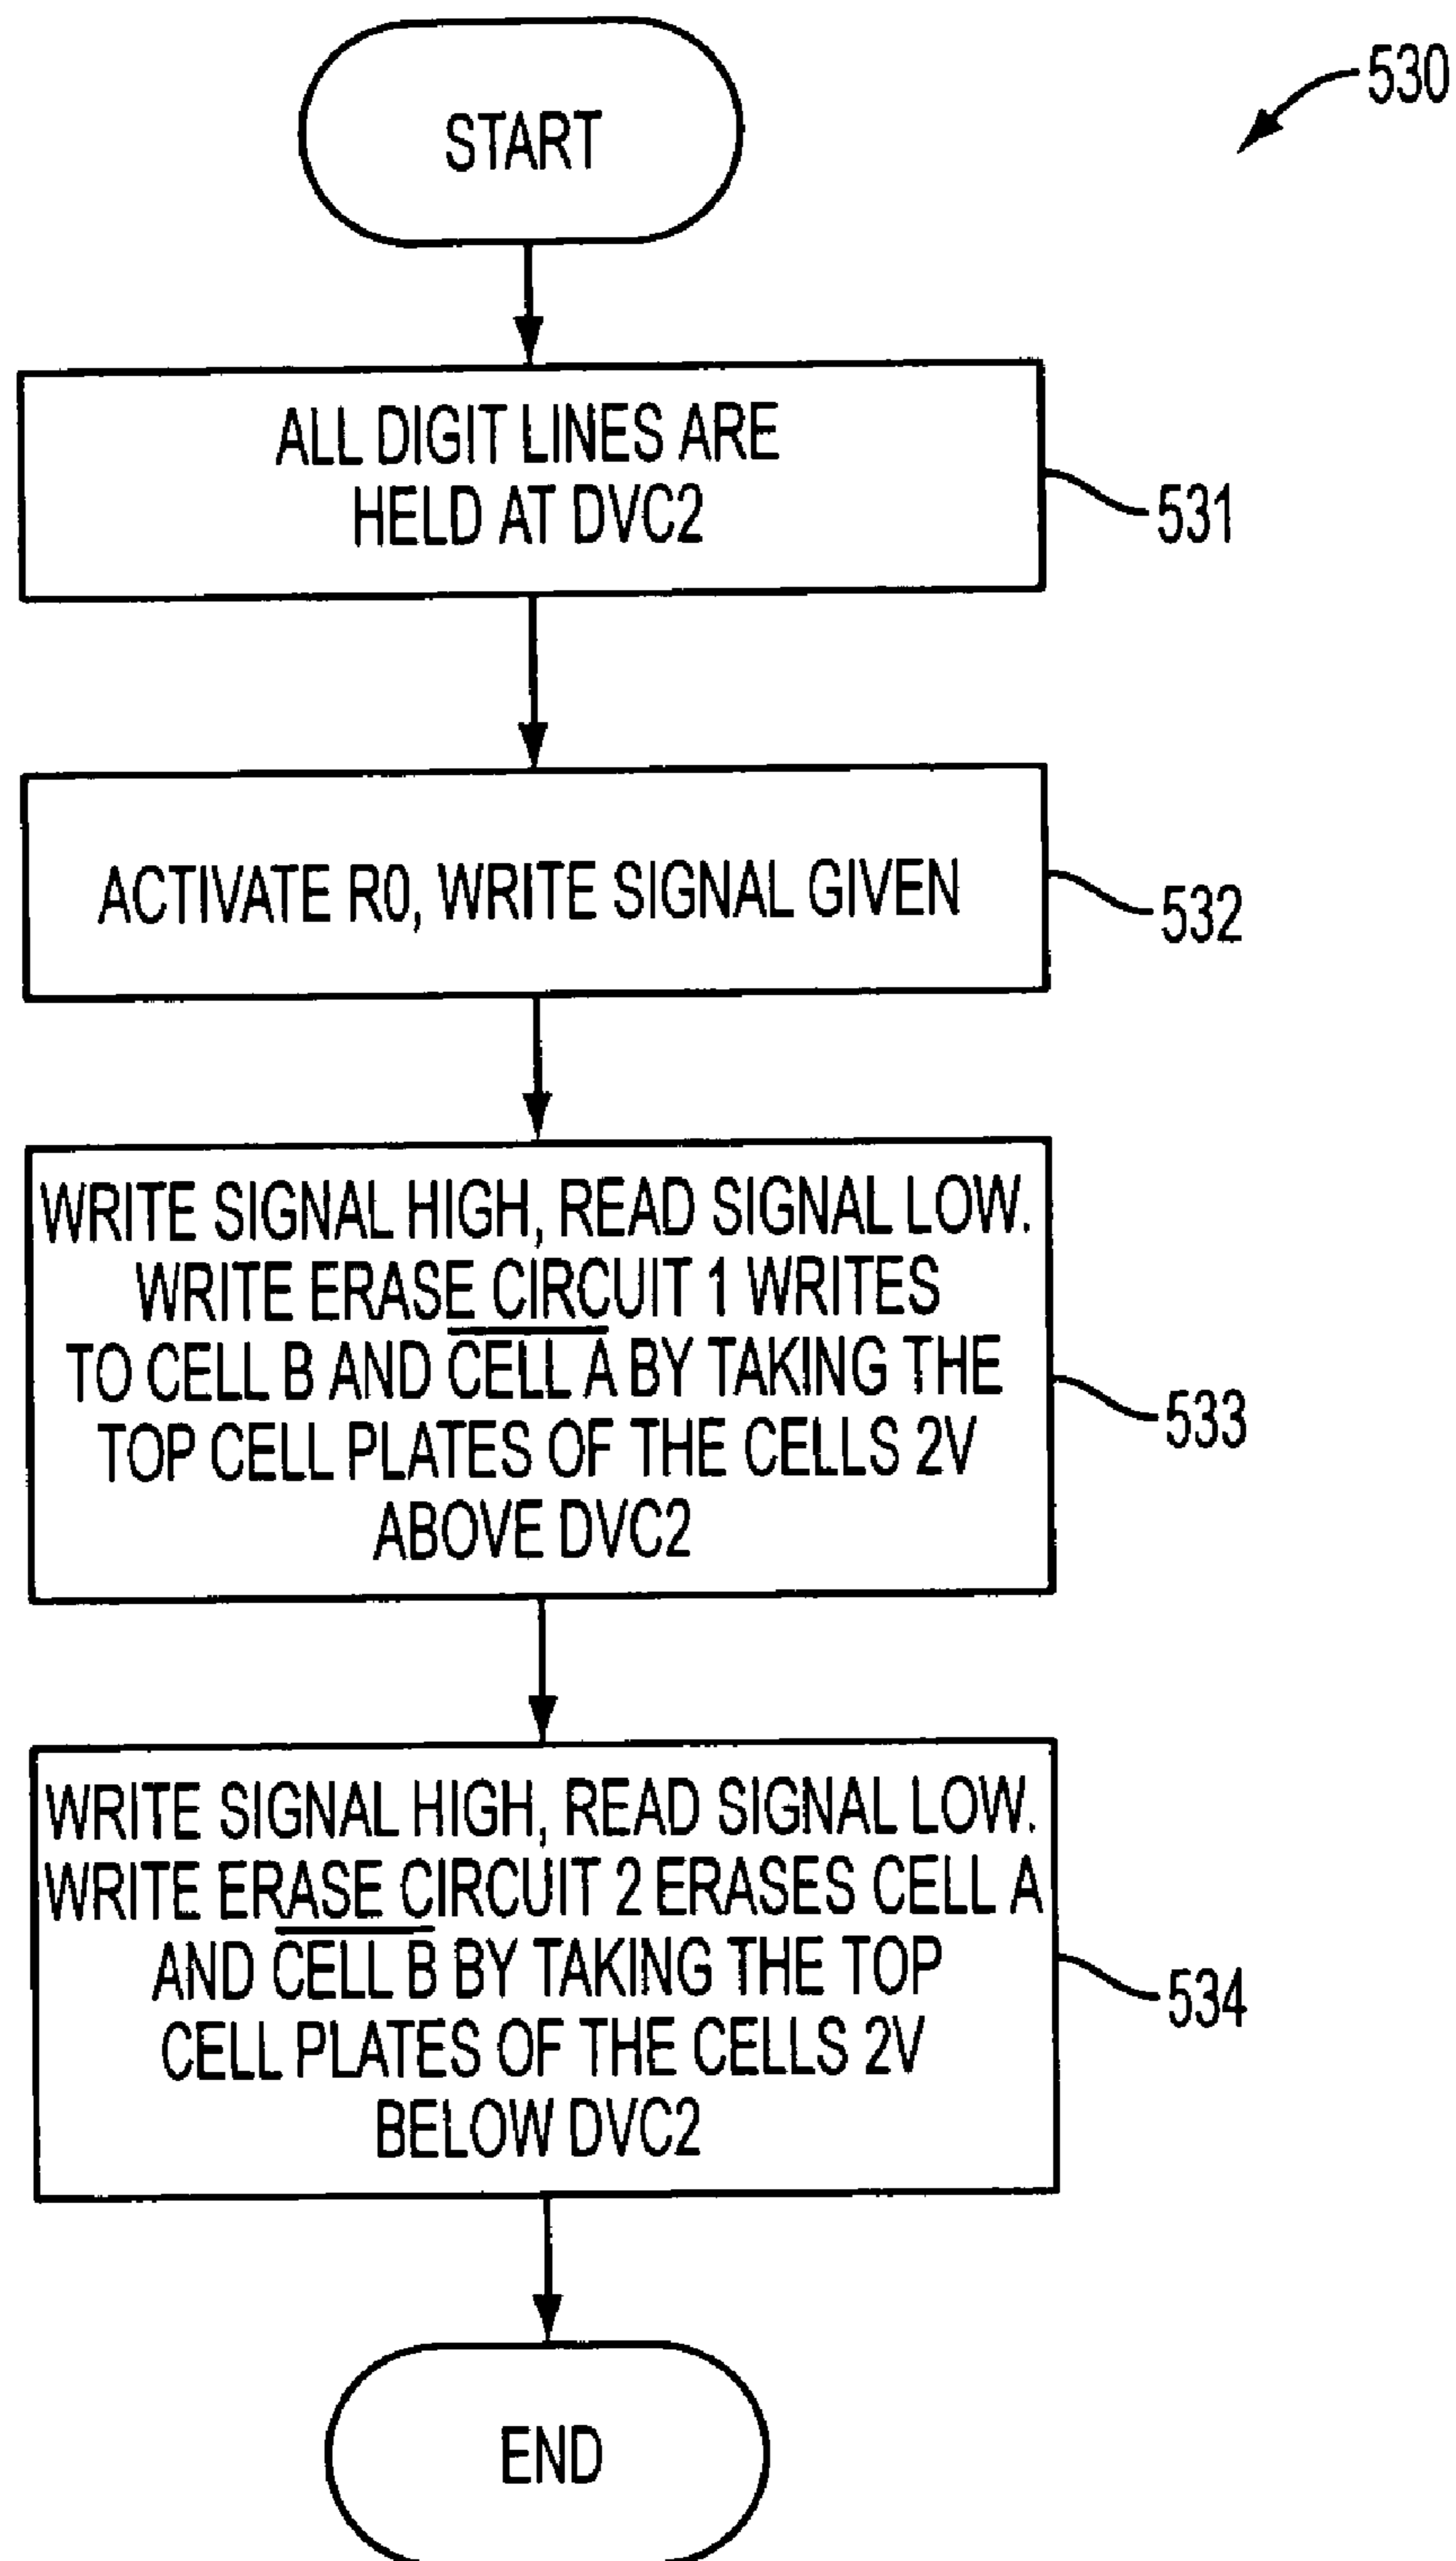 530
START
ALL DIGIT LINES ARE
HELD AT DVC2
531
ACTIVATE R0, WRITE SIGNAL GIVEN
532
WRITE SIGNAL HIGH, READ SIGNAL LOW.
WRITE ERASE CIRCUIT 1 WRITES
TO CELL B AND C̅E̅L̅L̅ ̅A̅ BY TAKING THE
TOP CELL PLATES OF THE CELLS 2V
ABOVE DVC2
533
WRITE SIGNAL HIGH, READ SIGNAL LOW.
WRITE ERASE CIRCUIT 2 ERASES CELL A
AND C̅E̅L̅L̅ ̅B̅ BY TAKING THE TOP
CELL PLATES OF THE CELLS 2V
BELOW DVC2
534
END